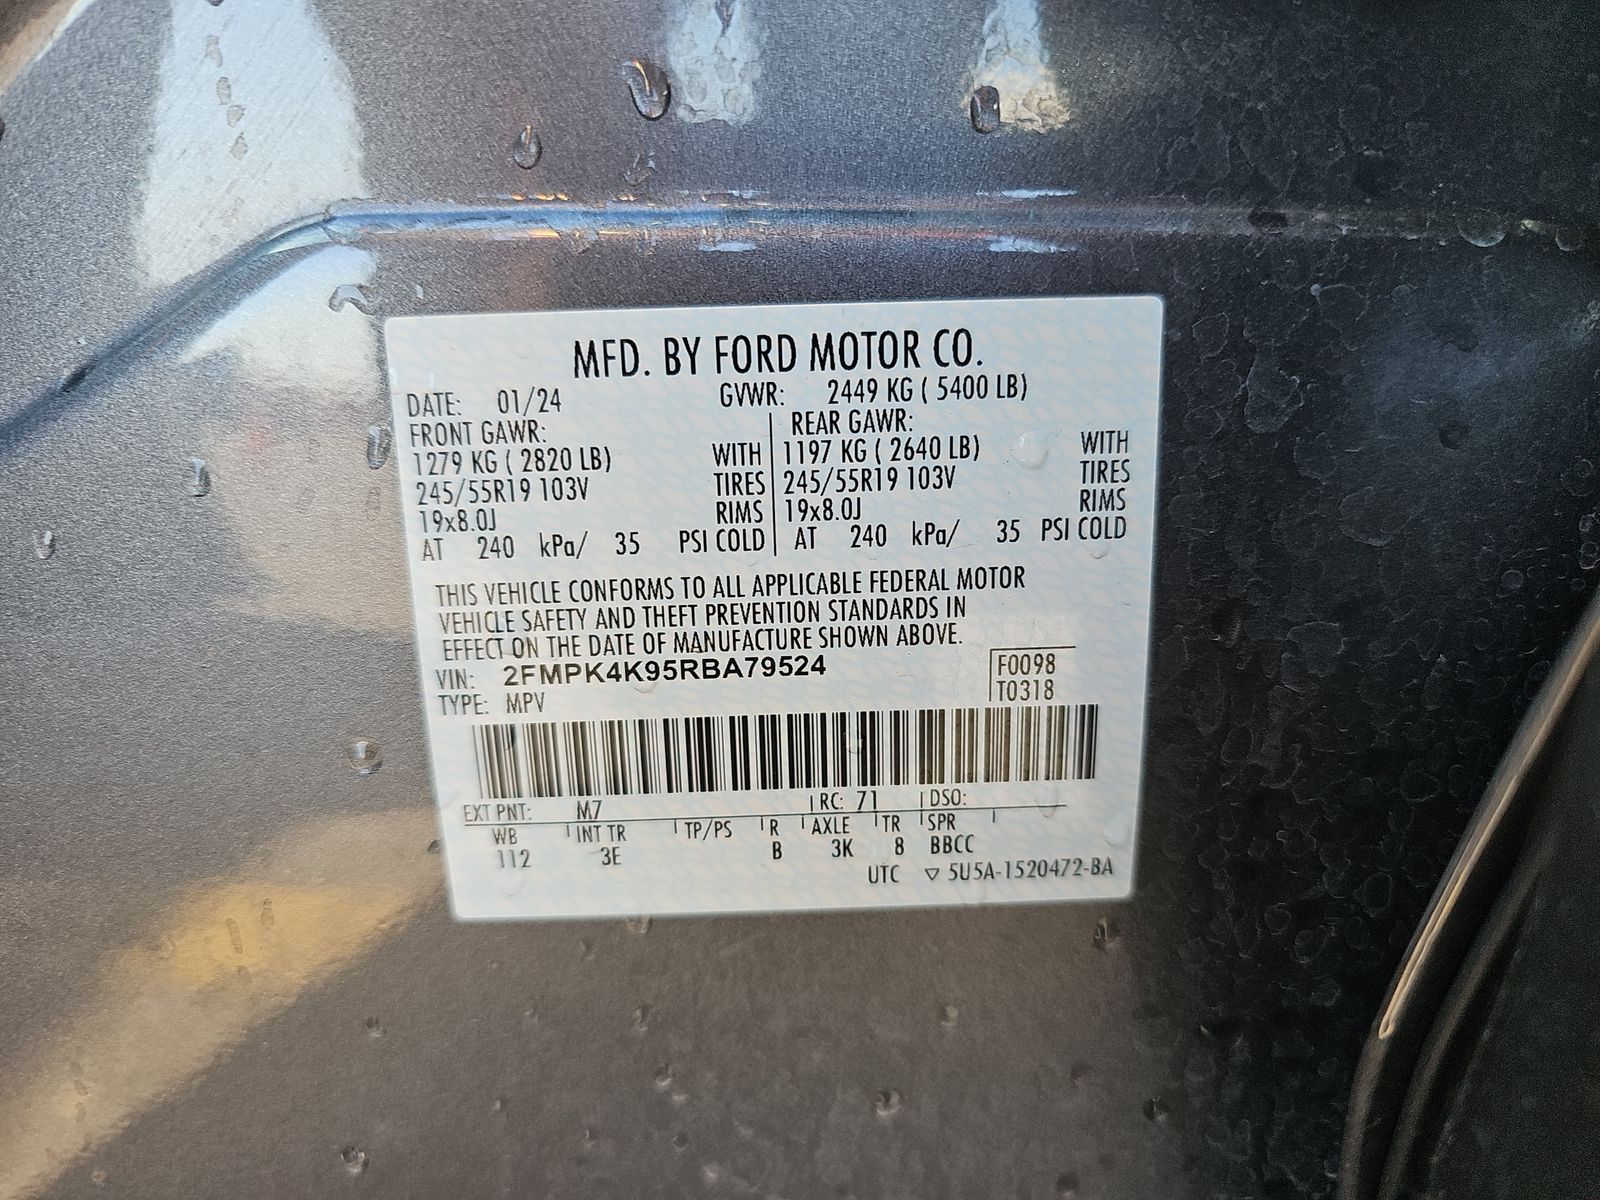 MFD. BY FORD MOTOR CO.
DATE: 01/24 GVWR: 2449 KG ( 5400 LB)
FRONT GAWR: REAR GAWR:
1279 KG ( 2820 LB) WITH 1197 KG ( 2640 LB) WITH
245/55R19 103V TIRES 245/55R19 103V TIRES
19x8.0J RIMS 19x8.0J RIMS
AT 240 kPa/ 35 PSI COLD AT 240 kPa/ 35 PSI COLD
THIS VEHICLE CONFORMS TO ALL APPLICABLE FEDERAL MOTOR
VEHICLE SAFETY AND THEFT PREVENTION STANDARDS IN
EFFECT ON THE DATE OF MANUFACTURE SHOWN ABOVE.
VIN: 2FMPK4K95RBA79524 F0098
TYPE: MPV T0318
EXT PNT: M7 RC: 71 DSO:
WB INT TR TP/PS R AXLE TR SPR
112 3E B 3K 8 BBCC
UTC ▽ 5U5A-1520472-BA